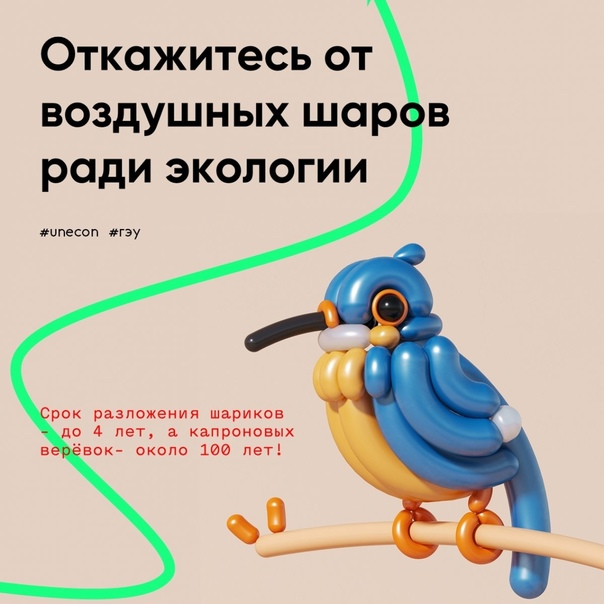 Откажитесь от
воздушных шаров
ради экологии
#unecon #гэу
Срок разложения шариков
- до 4 лет, а капроновых
верёвок- около 100 лет!